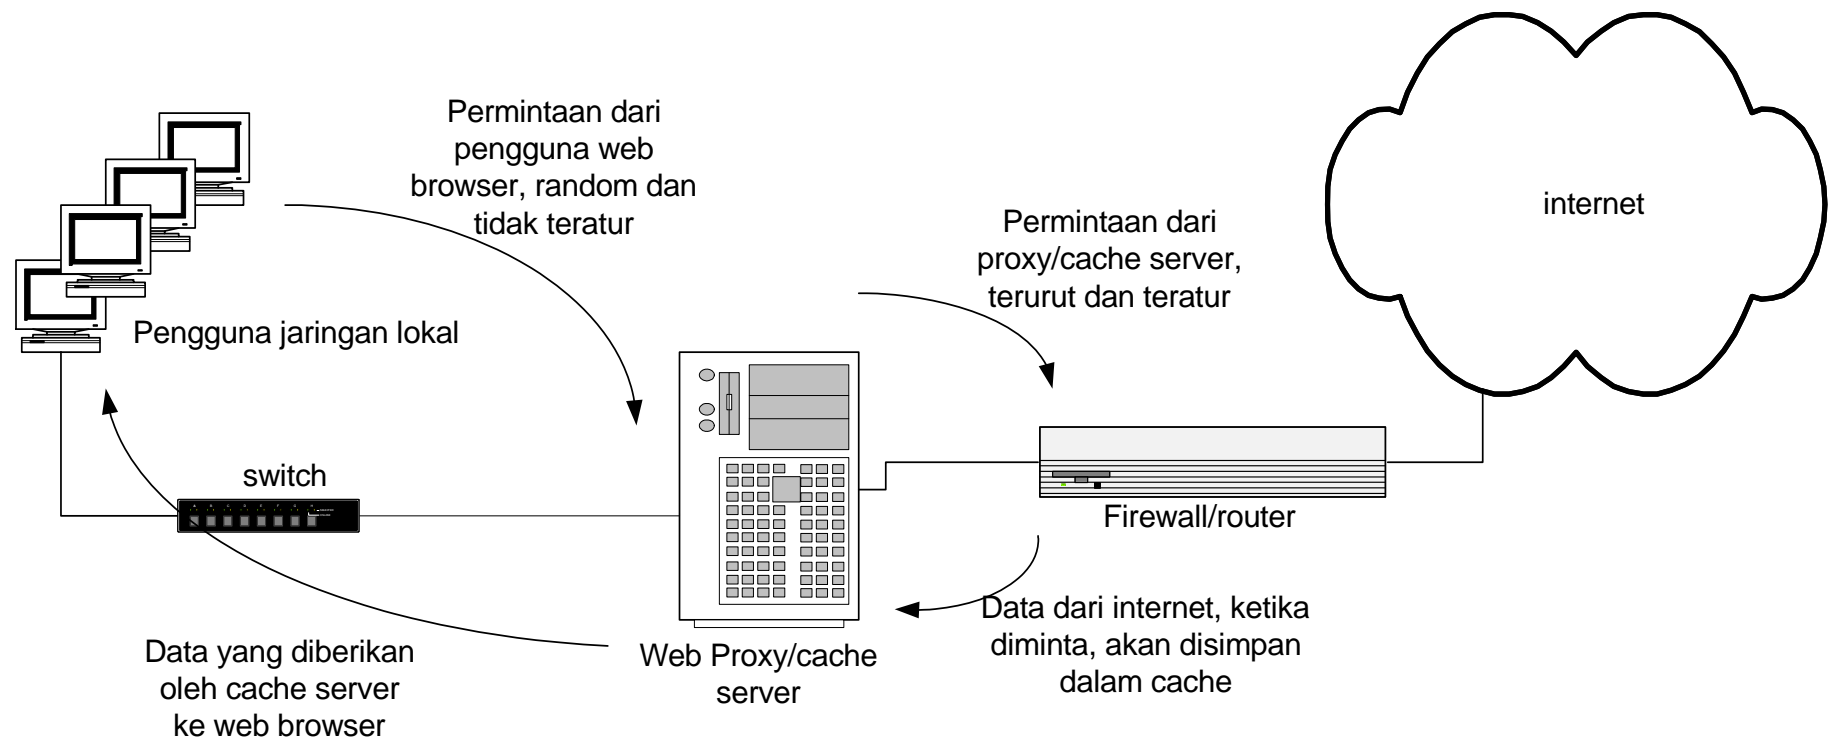 Permintaan dari
pengguna web
browser, random dan
tidak teratur
Permintaan dari
proxy/cache server,
terurut dan teratur
internet
Pengguna jaringan lokal
switch
Firewall/router
Data dari internet, ketika
diminta, akan disimpan
dalam cache
Web Proxy/cache
server
Data yang diberikan
oleh cache server
ke web browser